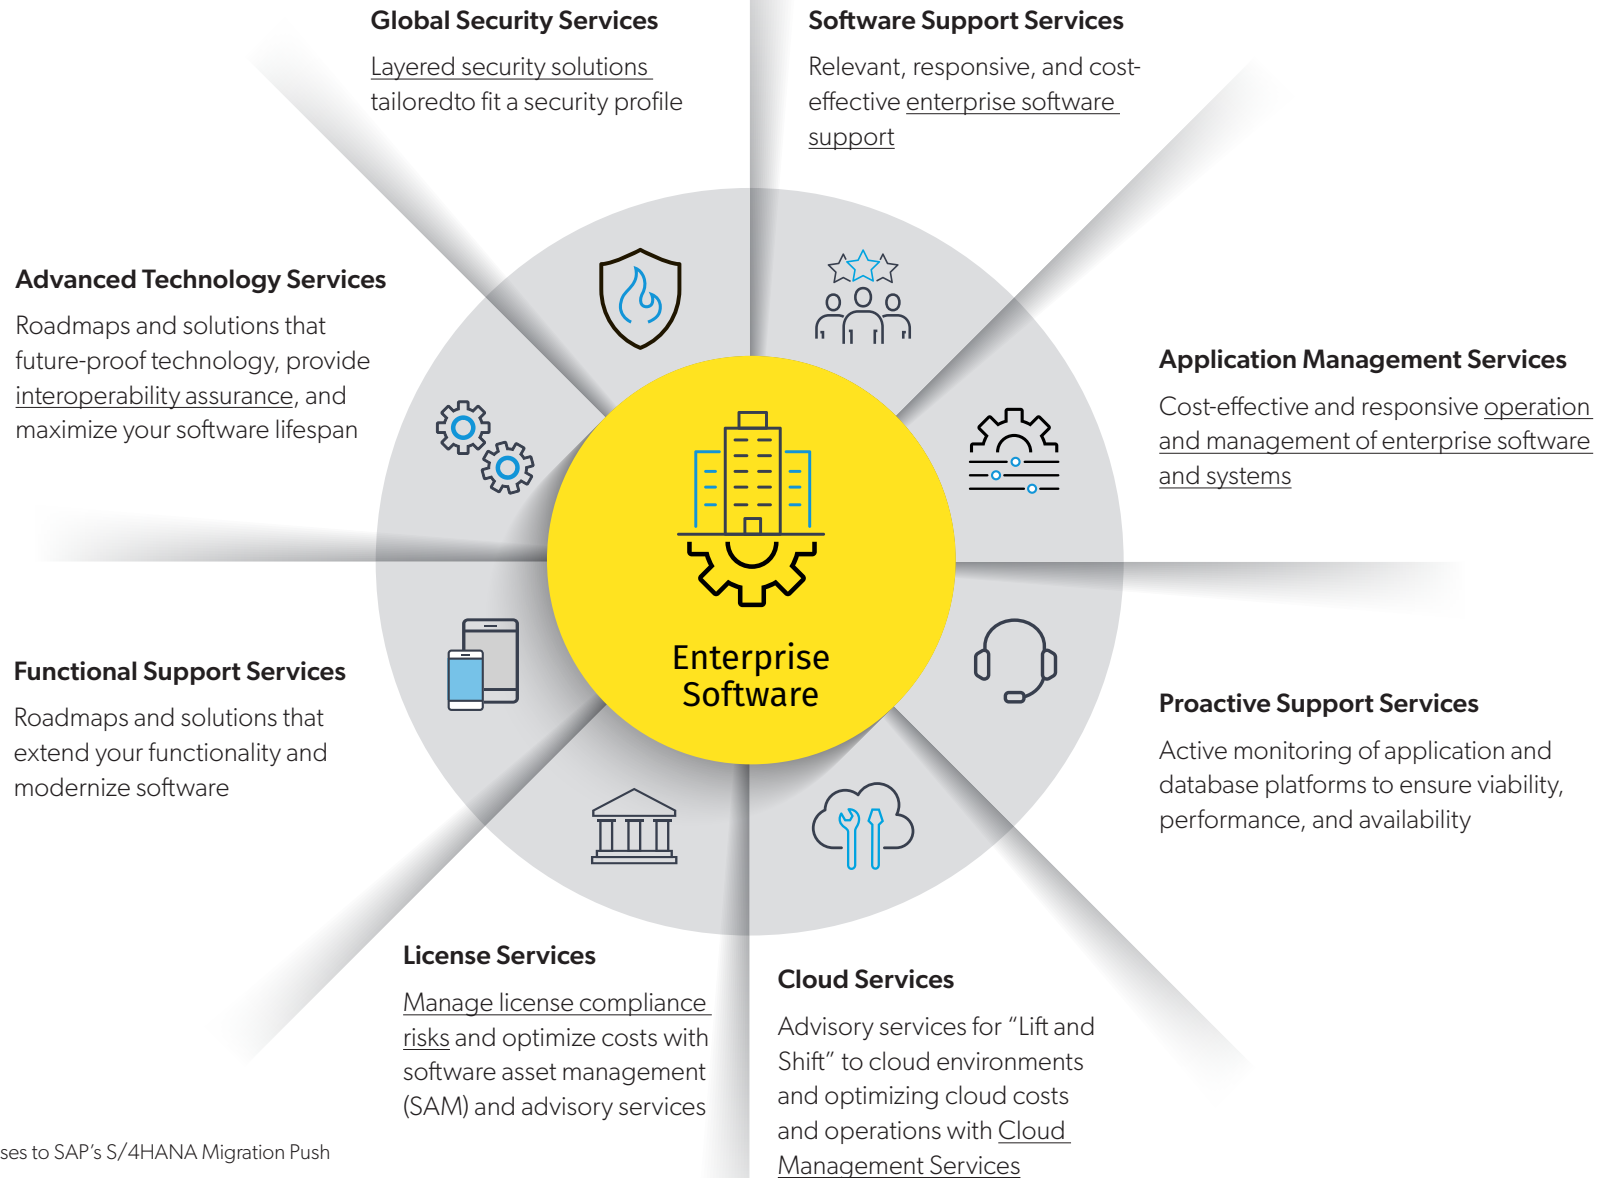 Global Security Services
Layered security solutions
tailoredto fit a security profile
Software Support Services
Relevant, responsive, and cost-
effective enterprise software
support
Advanced Technology Services
Roadmaps and solutions that
future-proof technology, provide
interoperability assurance, and
maximize your software lifespan
Application Management Services
Cost-effective and responsive operation
and management of enterprise software
and systems
Enterprise
Software
Functional Support Services
Roadmaps and solutions that
extend your functionality and
modernize software
Proactive Support Services
Active monitoring of application and
database platforms to ensure viability,
performance, and availability
License Services
Manage license compliance
risks and optimize costs with
software asset management
(SAM) and advisory services
Cloud Services
Advisory services for “Lift and
Shift” to cloud environments
and optimizing cloud costs
and operations with Cloud
Management Services
ses to SAP’s S/4HANA Migration Push